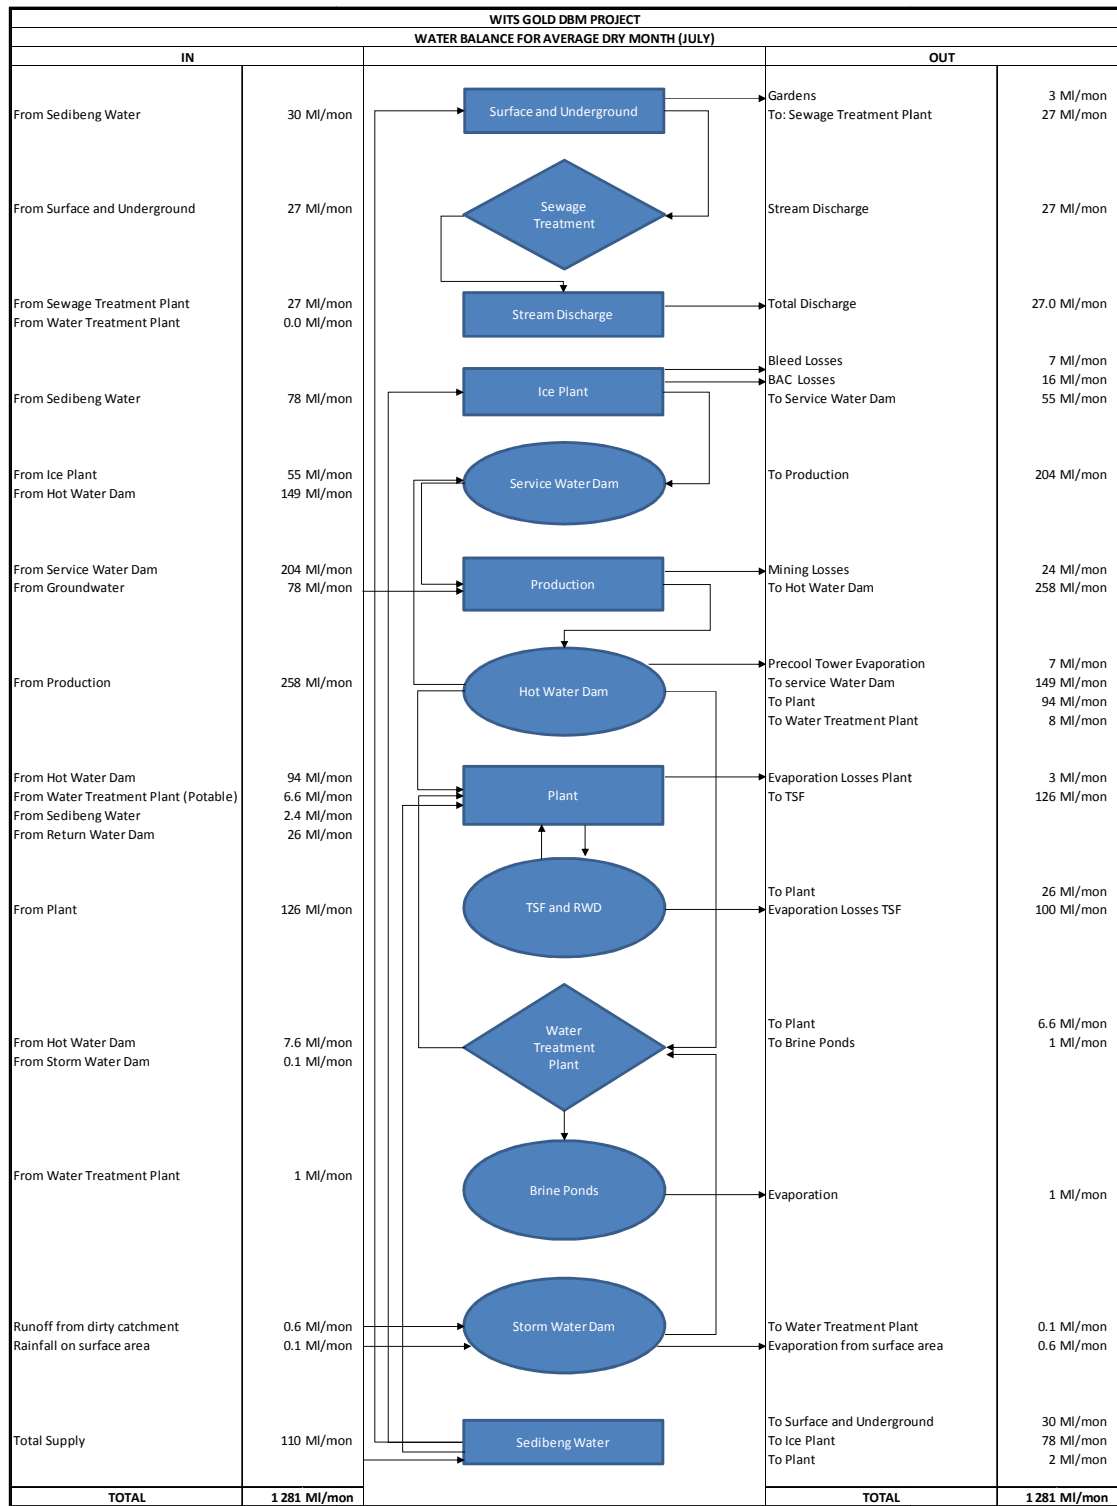 WITS GOLD DBM PROJECT
WATER BALANCE FOR AVERAGE DRY MONTH (JULY)
IN OUT
Gardens 3 Ml/mon
From Sedibeng Water 30 Ml/mon Surface and Underground To: Sewage Treatment Plant 27 Ml/mon
From Surface and Underground 27 Ml/mon Sewage Stream Discharge 27 Ml/mon
Treatment
From Sewage Treatment Plant 27 Ml/mon Total Discharge 27.0 Ml/mon
From Water Treatment Plant 0.0 Ml/mon Stream Discharge
Bleed Losses 7 Ml/mon
Ice Plant BAC Losses 16 Ml/mon
From Sedibeng Water 78 Ml/mon To Service Water Dam 55 Ml/mon
From Ice Plant 55 Ml/mon Service Water Dam To Production 204 Ml/mon
From Hot Water Dam 149 Ml/mon
From Service Water Dam 204 Ml/mon Mining Losses 24 Ml/mon
From Groundwater 78 Ml/mon Production To Hot Water Dam 258 Ml/mon
Precool Tower Evaporation 7 Ml/mon
From Production 258 Ml/mon Hot Water Dam To service Water Dam 149 Ml/mon
To Plant 94 Ml/mon
To Water Treatment Plant 8 Ml/mon
From Hot Water Dam 94 Ml/mon Evaporation Losses Plant 3 Ml/mon
From Water Treatment Plant (Potable) 6.6 Ml/mon Plant To TSF 126 Ml/mon
From Sedibeng Water 2.4 Ml/mon
From Return Water Dam 26 Ml/mon
To Plant 26 Ml/mon
From Plant 126 Ml/mon TSF and RWD Evaporation Losses TSF 100 Ml/mon
Water To Plant 6.6 Ml/mon
From Hot Water Dam 7.6 Ml/mon Treatment To Brine Ponds 1 Ml/mon
From Storm Water Dam 0.1 Ml/mon Plant
From Water Treatment Plant 1 Ml/mon Brine Ponds Evaporation 1 Ml/mon
Runoff from dirty catchment 0.6 Ml/mon Storm Water Dam To Water Treatment Plant 0.1 Ml/mon
Rainfall on surface area 0.1 Ml/mon Evaporation from surface area 0.6 Ml/mon
To Surface and Underground 30 Ml/mon
Total Supply 110 Ml/mon Sedibeng Water To Ice Plant 78 Ml/mon
To Plant 2 Ml/mon
TOTAL 1 281 Ml/mon TOTAL 1 281 Ml/mon